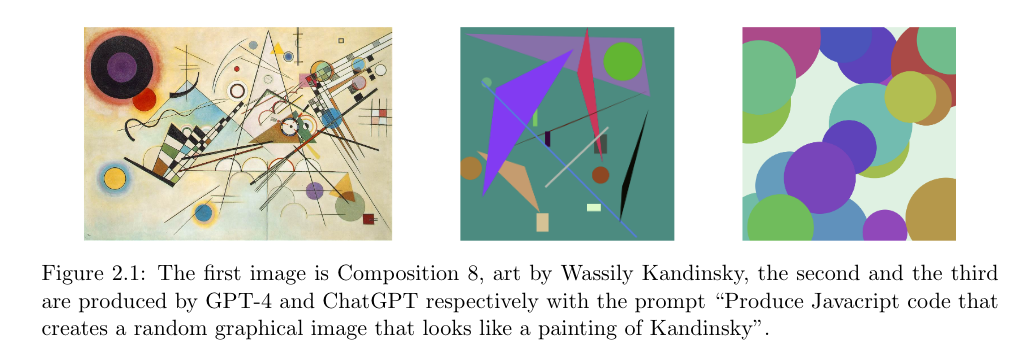 Figure 2.1: The first image is Composition 8, art by Wassily Kandinsky, the second and the third
are produced by GPT-4 and ChatGPT respectively with the prompt “Produce Javacript code that
creates a random graphical image that looks like a painting of Kandinsky”.